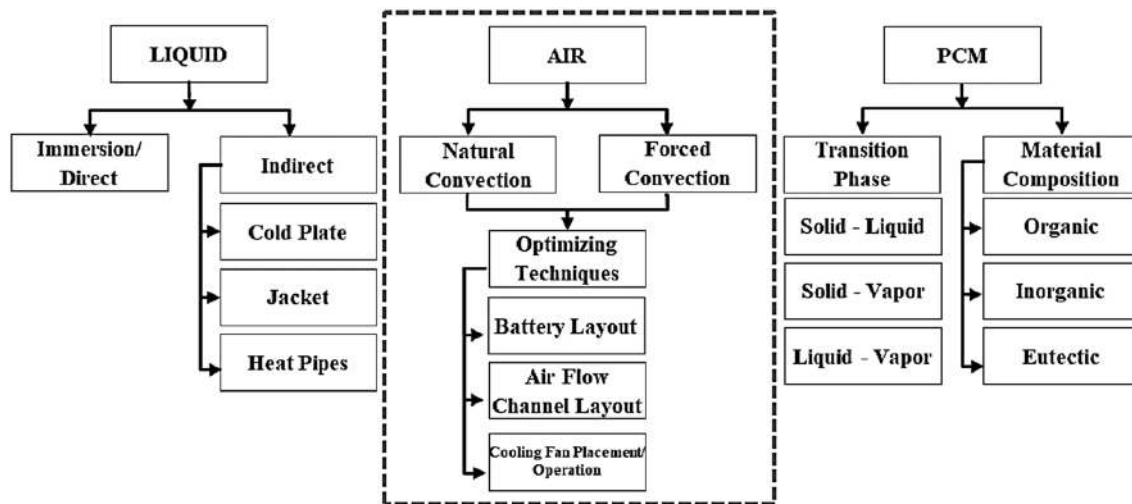 LIQUID
Immersion/
Direct
Indirect
Cold Plate
Jacket
Heat Pipes
AIR
Natural
Convection
Forced
Convection
Optimizing
Techniques
Battery Layout
Air Flow
Channel Layout
Cooling Fan Placement/
Operation
PCM
Transition
Phase
Solid - Liquid
Solid - Vapor
Liquid - Vapor
Material
Composition
Organic
Inorganic
Eutectic